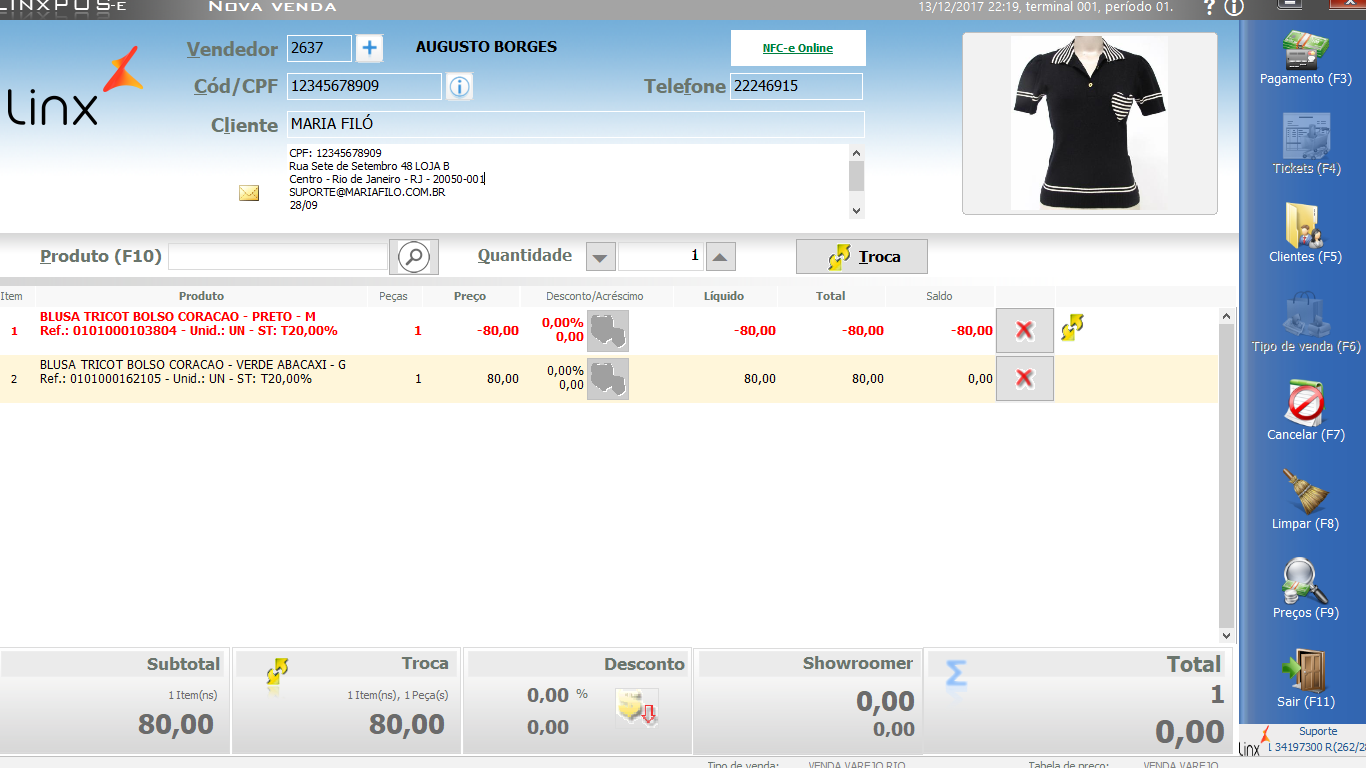 LINXPOS-E NOVA VENDA 13/12/2017 22:19, terminal 001, período 01. ?
linx
Vendedor 2637 + AUGUSTO BORGES NFC-e Online
Cód/CPF 12345678909 Telefone 22246915
Cliente MARIA FILÓ
CPF: 12345678909
Rua Sete de Setembro 48 LOJA B
Centro - Rio de Janeiro - RJ - 20050-001
SUPORTE@MARIAFILO.COM.BR
28/09
Produto (F10) Quantidade 1 Troca
Item Produto Peças Preço Desconto/Acréscimo Líquido Total Saldo
BLUSA TRICOT BOLSO CORACAO - PRETO - M
1 Ref.: 0101000103804 - Unid.: UN - ST: T20,00% 1 -80,00 0,00% 0,00 -80,00 -80,00 -80,00
BLUSA TRICOT BOLSO CORACAO - VERDE ABACAXI - G
2 Ref.: 0101000162105 - Unid.: UN - ST: T20,00% 1 80,00 0,00% 0,00 80,00 80,00 0,00
Subtotal
1 Item(ns)
80,00
Troca
1 Item(ns), 1 Peça(s)
80,00
Desconto
0,00 %
0,00
Showroomer
0,00
0,00
Σ Total
1
0,00
Tipo de venda: VENDA VAREJO RIO Tabela de preço: VENDA VAREJO
Pagamento (F3)
Tickets (F4)
Clientes (F5)
Tipo de venda (F6)
Cancelar (F7)
Limpar (F8)
Preços (F9)
Sair (F11)
Suporte
linx 34197300 R(262/28